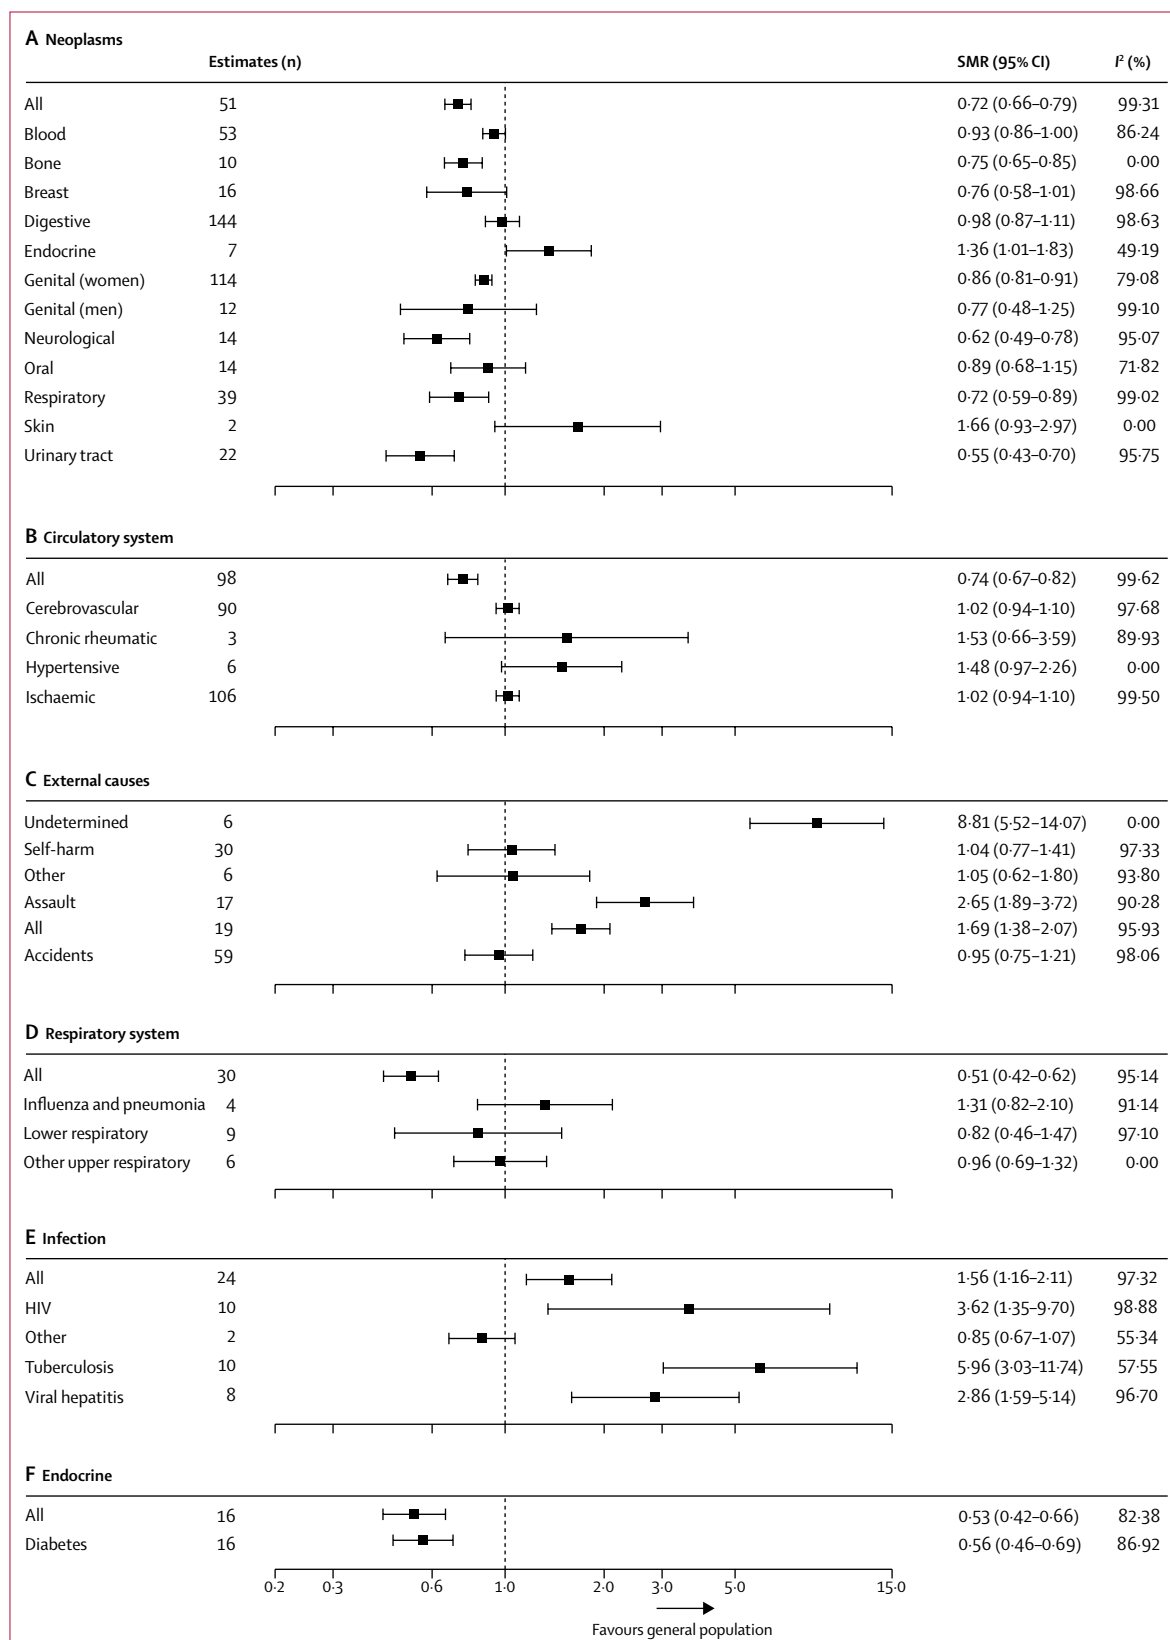 A Neoplasms
Estimates (n) SMR (95% CI) I² (%)
All 51 0·72 (0·66–0·79) 99·31
Blood 53 0·93 (0·86–1·00) 86·24
Bone 10 0·75 (0·65–0·85) 0·00
Breast 16 0·76 (0·58–1·01) 98·66
Digestive 144 0·98 (0·87–1·11) 98·63
Endocrine 7 1·36 (1·01–1·83) 49·19
Genital (women) 114 0·86 (0·81–0·91) 79·08
Genital (men) 12 0·77 (0·48–1·25) 99·10
Neurological 14 0·62 (0·49–0·78) 95·07
Oral 14 0·89 (0·68–1·15) 71·82
Respiratory 39 0·72 (0·59–0·89) 99·02
Skin 2 1·66 (0·93–2·97) 0·00
Urinary tract 22 0·55 (0·43–0·70) 95·75
B Circulatory system
All 98 0·74 (0·67–0·82) 99·62
Cerebrovascular 90 1·02 (0·94–1·10) 97·68
Chronic rheumatic 3 1·53 (0·66–3·59) 89·93
Hypertensive 6 1·48 (0·97–2·26) 0·00
Ischaemic 106 1·02 (0·94–1·10) 99·50
C External causes
Undetermined 6 8·81 (5·52–14·07) 0·00
Self-harm 30 1·04 (0·77–1·41) 97·33
Other 6 1·05 (0·62–1·80) 93·80
Assault 17 2·65 (1·89–3·72) 90·28
All 19 1·69 (1·38–2·07) 95·93
Accidents 59 0·95 (0·75–1·21) 98·06
D Respiratory system
All 30 0·51 (0·42–0·62) 95·14
Influenza and pneumonia 4 1·31 (0·82–2·10) 91·14
Lower respiratory 9 0·82 (0·46–1·47) 97·10
Other upper respiratory 6 0·96 (0·69–1·32) 0·00
E Infection
All 24 1·56 (1·16–2·11) 97·32
HIV 10 3·62 (1·35–9·70) 98·88
Other 2 0·85 (0·67–1·07) 55·34
Tuberculosis 10 5·96 (3·03–11·74) 57·55
Viral hepatitis 8 2·86 (1·59–5·14) 96·70
F Endocrine
All 16 0·53 (0·42–0·66) 82·38
Diabetes 16 0·56 (0·46–0·69) 86·92
0·2 0·3 0·6 1·0 2·0 3·0 5·0 15·0
Favours general population